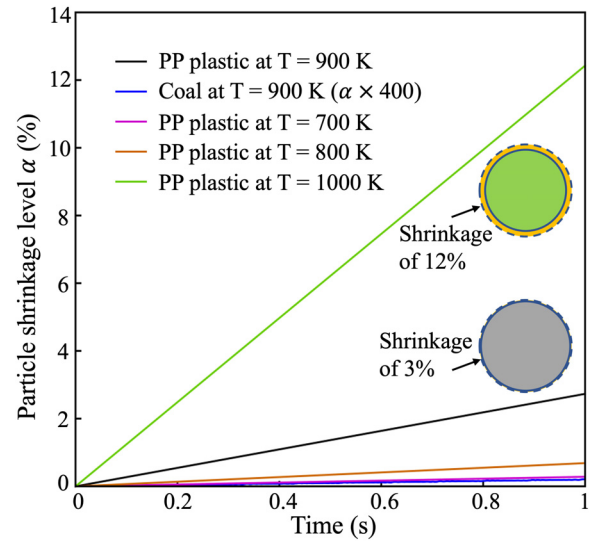 14
12
10
8
6
4
2
0
Particle shrinkage level α (%)
PP plastic at T = 900 K
Coal at T = 900 K (α × 400)
PP plastic at T = 700 K
PP plastic at T = 800 K
PP plastic at T = 1000 K
Shrinkage
of 12%
Shrinkage
of 3%
0
0.2
0.4
0.6
0.8
1
Time (s)